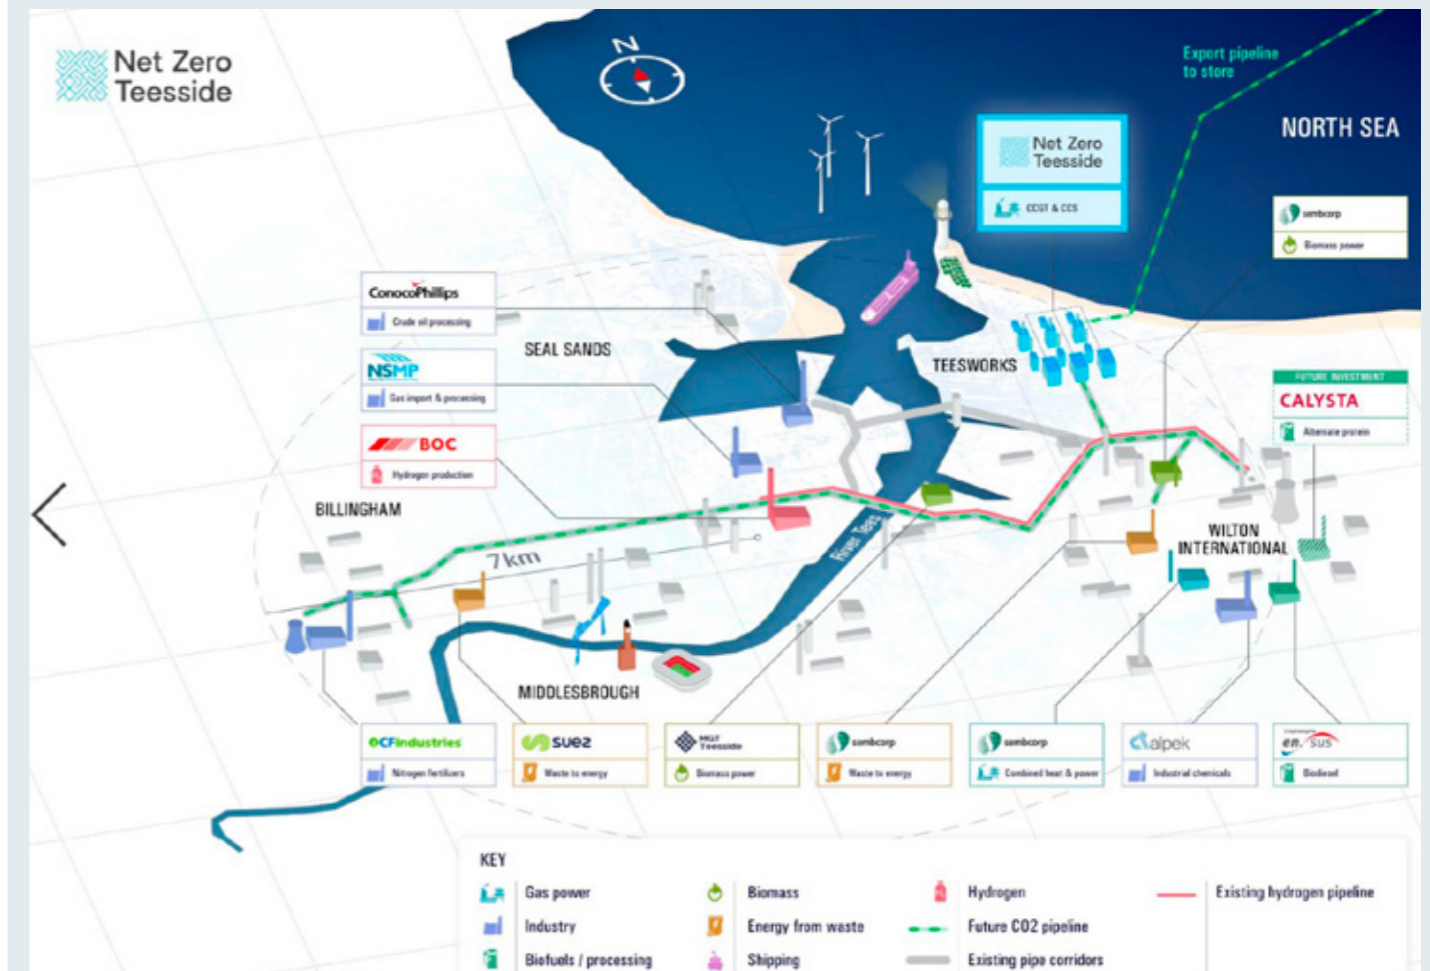 Net Zero
Teesside
N
Export pipeline
to store
NORTH SEA
Net Zero
Teesside
CCGT & CCS
sembcorp
Biomass power
ConocoPhillips
Crude oil processing
SEAL SANDS
NSMP
Gas import & processing
TEESWORKS
FUTURE INVESTMENT
CALYSTA
Alternate protein
BOC
Hydrogen production
BILLINGHAM
7km
River Tees
WILTON
INTERNATIONAL
MIDDLESBROUGH
CFIndustries
Nitrogen fertilizers
suez
Waste to energy
MGT
Teesside
Biomass power
sembcorp
Waste to energy
sembcorp
Combined heat & power
alpek
Industrial chemicals
ensus
Biodiesel
KEY
Gas power
Biomass
Hydrogen
Existing hydrogen pipeline
Industry
Energy from waste
Future CO2 pipeline
Biofuels / processing
Shipping
Existing pipe corridors